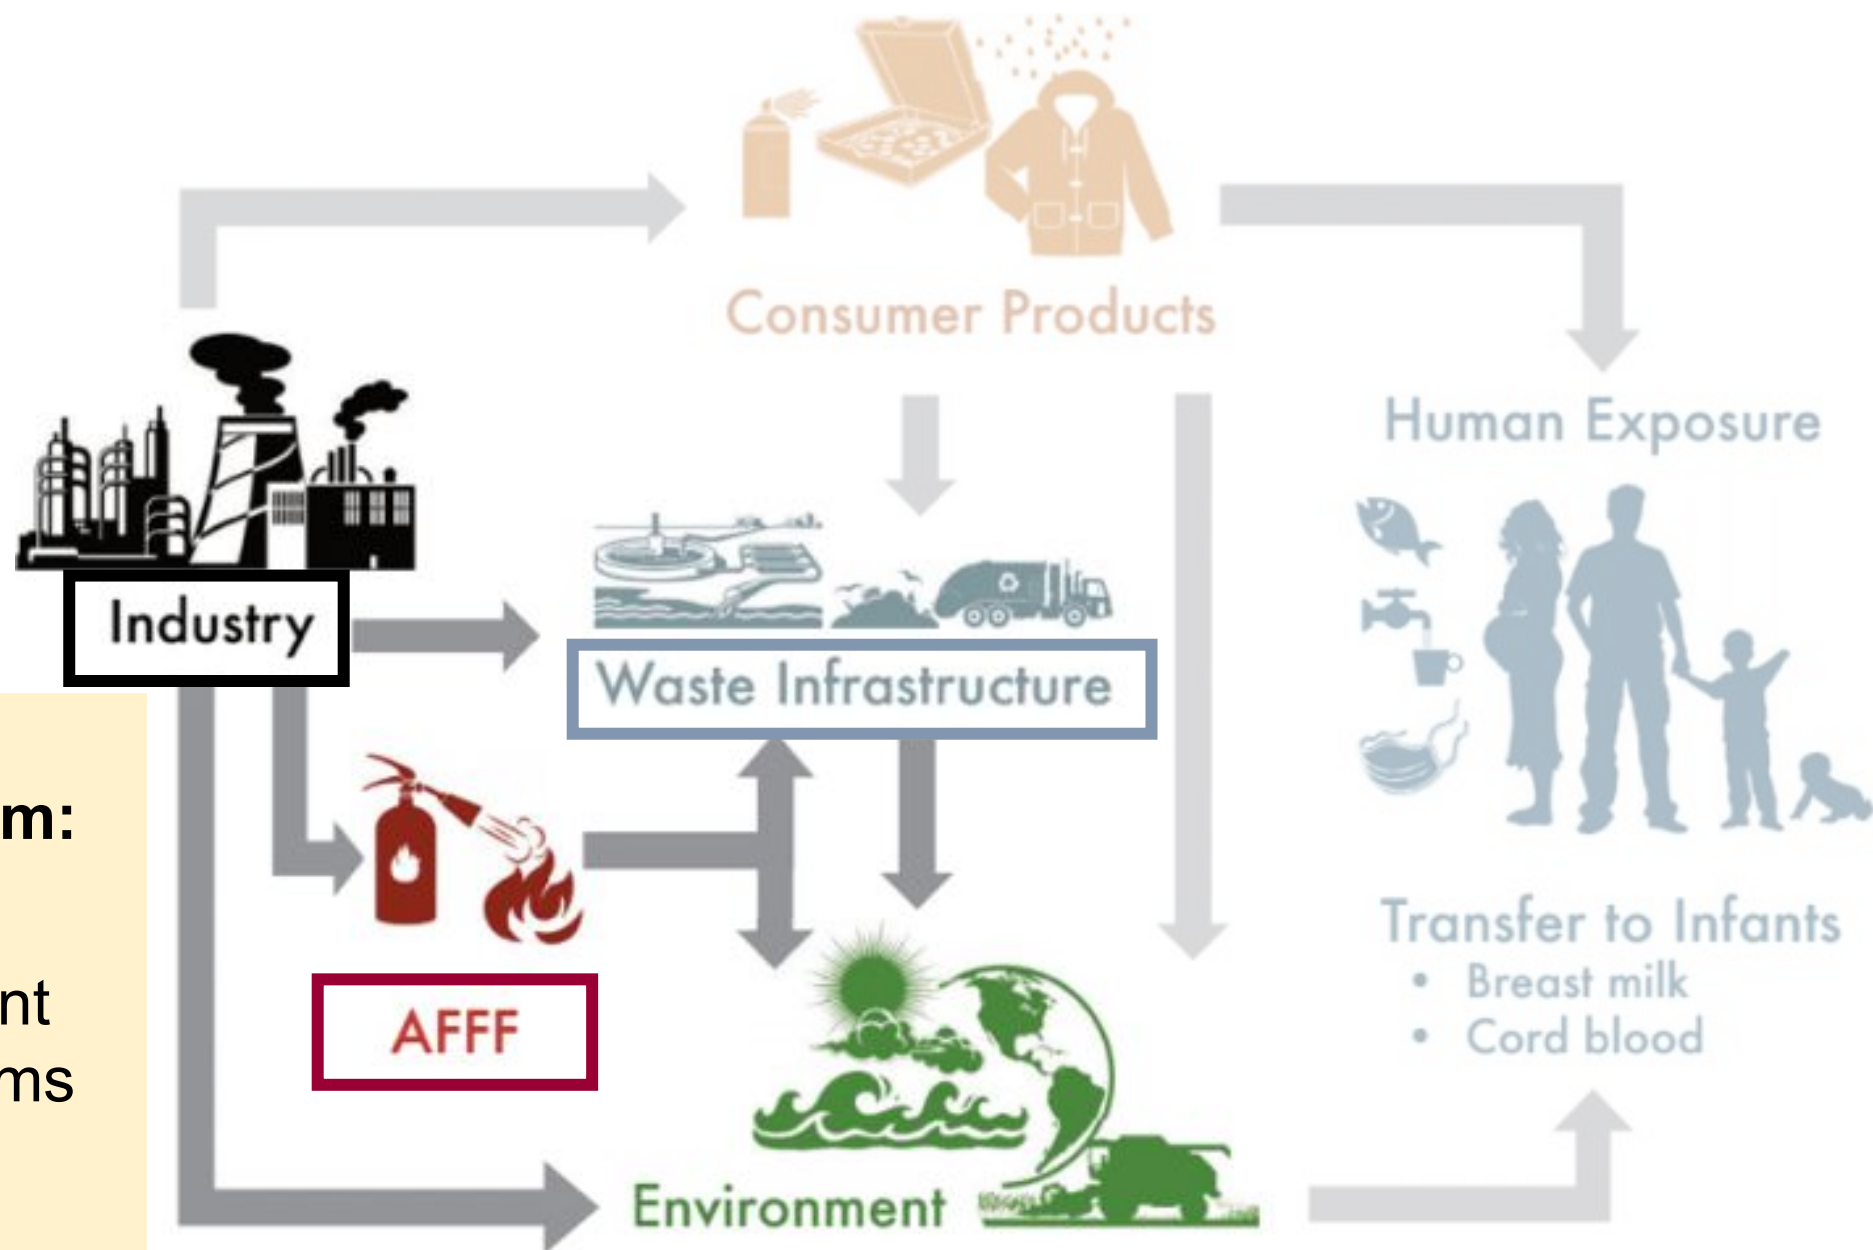 Consumer Products
Human Exposure
Industry
Waste Infrastructure
m:
nt
ms
AFFF
Transfer to Infants
• Breast milk
• Cord blood
Environment